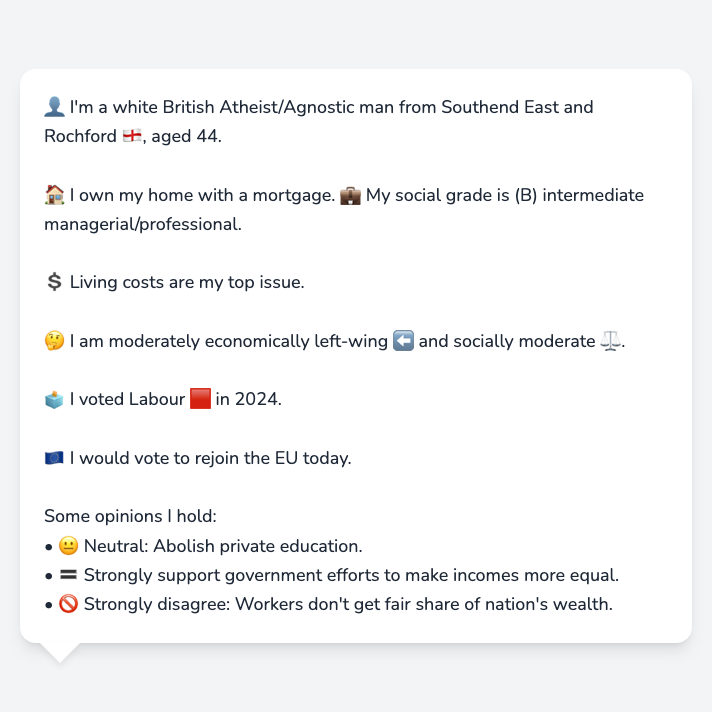 👤 I'm a white British Atheist/Agnostic man from Southend East and
Rochford 🏴󠁧󠁢󠁥󠁮󠁧󠁿, aged 44.
🏠 I own my home with a mortgage. 💼 My social grade is (B) intermediate
managerial/professional.
💲 Living costs are my top issue.
🤔 I am moderately economically left-wing ⬅️ and socially moderate ⚖️.
🗳️ I voted Labour 🟥 in 2024.
🇪🇺 I would vote to rejoin the EU today.
Some opinions I hold:
• 😐 Neutral: Abolish private education.
• 🟰 Strongly support government efforts to make incomes more equal.
• 🚫 Strongly disagree: Workers don't get fair share of nation's wealth.